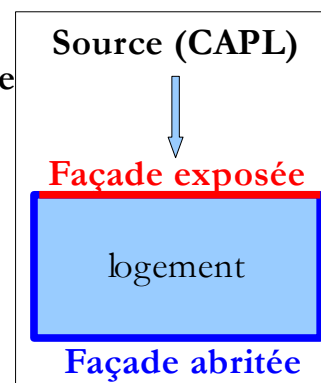 Source (CAPL)
e
Façade exposée
logement
Façade abritée